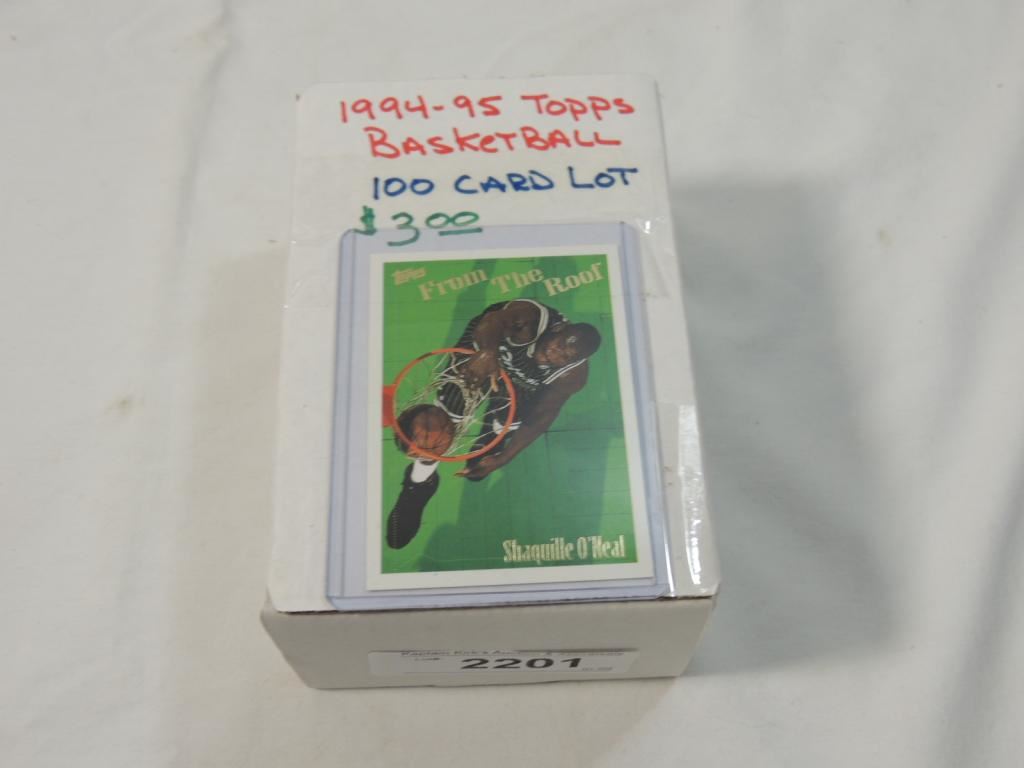 1994-95 Topps
BASKETBALL
100 CARD LOT
$3.00
Topps
From The Roof
Shaquille O'Neal
2201